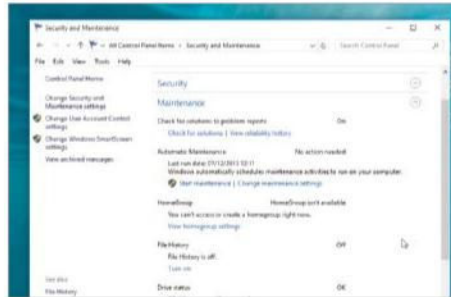 Security and Maintenance
All Control Panel Items › Security and Maintenance
Search Control Panel
File Edit View Tools Help
Control Panel Home
Change Security and
Maintenance settings
Change User Account Control
settings
Change Windows SmartScreen
settings
View archived messages
Security
Maintenance
Check for solutions to problem reports On
Check for solutions | View reliability history
Automatic Maintenance No action needed
Last run date:
Windows automatically schedules maintenance activities to run on your computer.
Start maintenance | Change maintenance settings
HomeGroup HomeGroup isn't available
You can't access or create a homegroup right now.
View homegroup settings
File History Off
File History is off.
Turn on
Drive status OK
See also
File History